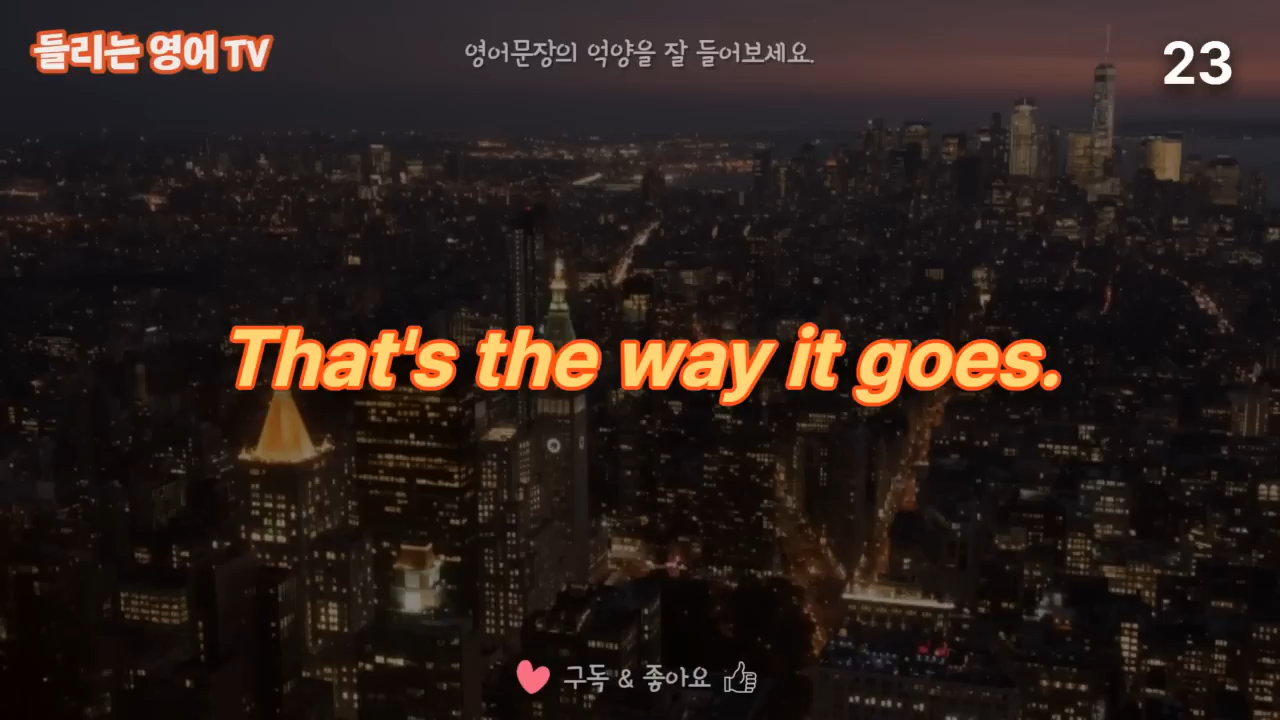 들리는 영어 TV
영어문장의 억양을 잘 들어보세요.
23
That's the way it goes.
구독 & 좋아요